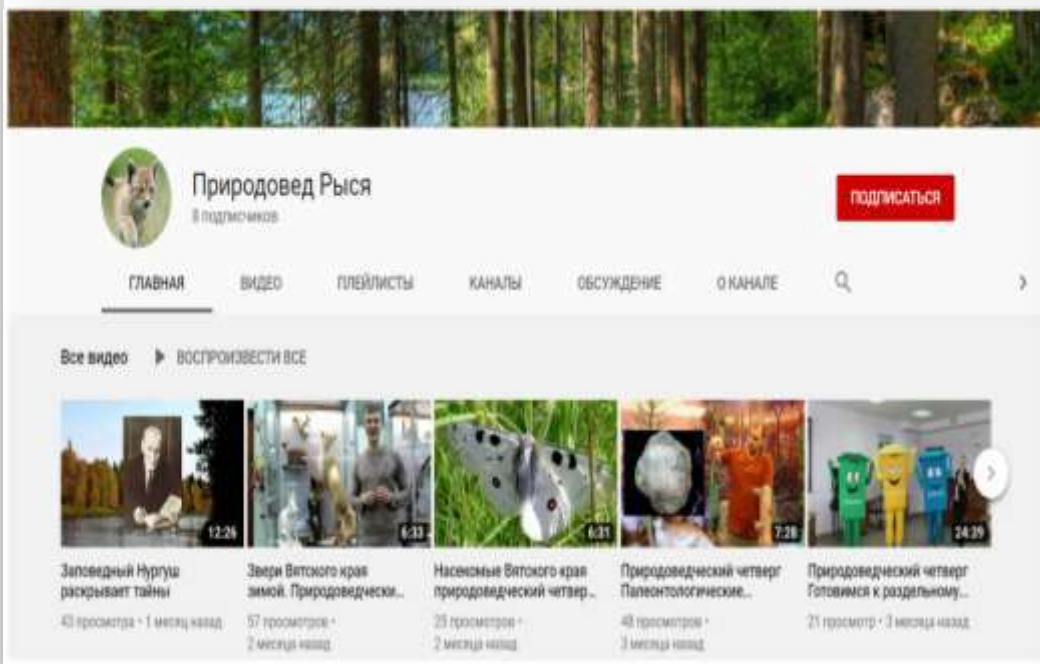 Природовед Рыся
8 подписчиков
ПОДПИСАТЬСЯ
ГЛАВНАЯ ВИДЕО ПЛЕЙЛИСТЫ КАНАЛЫ ОБСУЖДЕНИЕ О КАНАЛЕ
Все видео ВОСПРОИЗВЕСТИ ВСЕ
12:26
6:33
6:31
7:28
24:39
Заповедный Нургуш
раскрывает тайны
43 просмотра • 1 месяц назад
Звери Вятского края
зимой. Природоведчески...
57 просмотров •
2 месяца назад
Насекомые Вятского края
природоведческий четвер...
25 просмотров •
2 месяца назад
Природоведческий четверг
Палеонтологические...
48 просмотров •
3 месяца назад
Природоведческий четверг
Готовимся к раздельному...
21 просмотр • 3 месяца назад